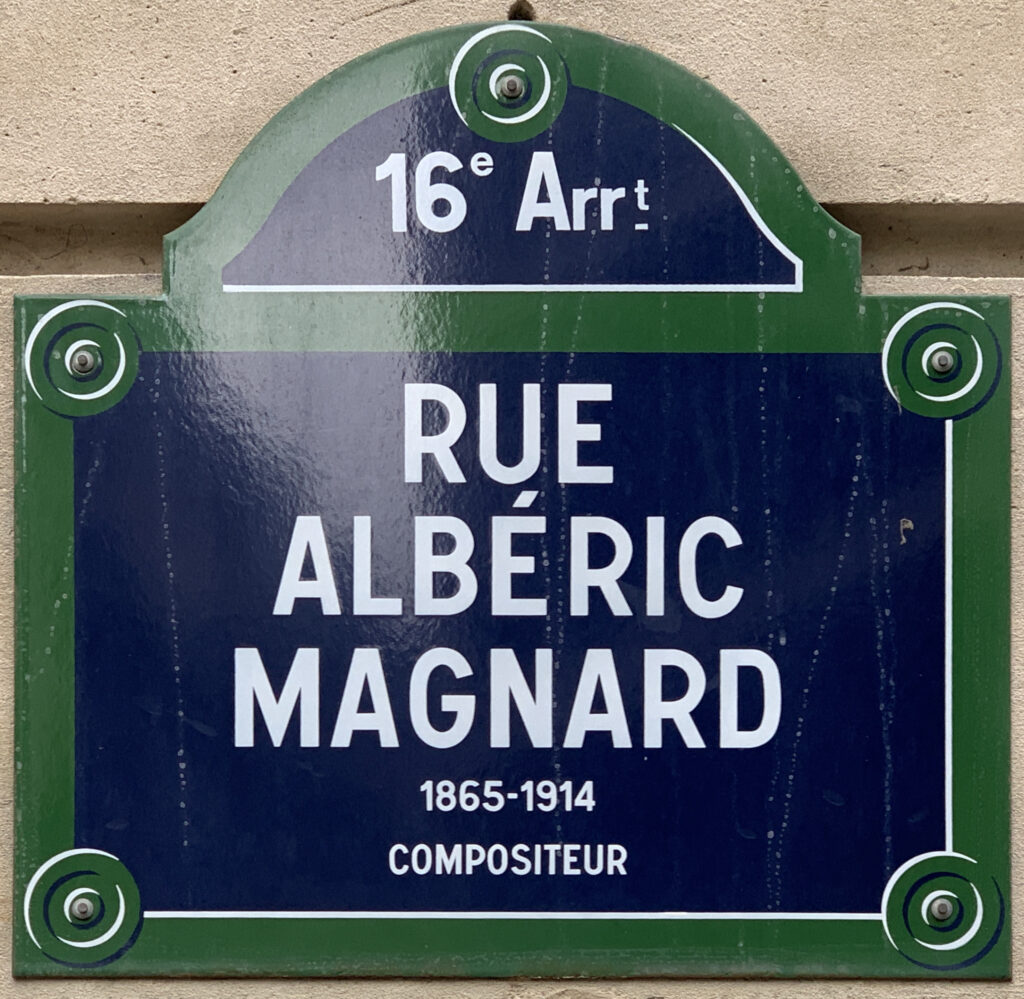 16e Arrt
RUE
ALBÉRIC
MAGNARD
1865-1914
COMPOSITEUR